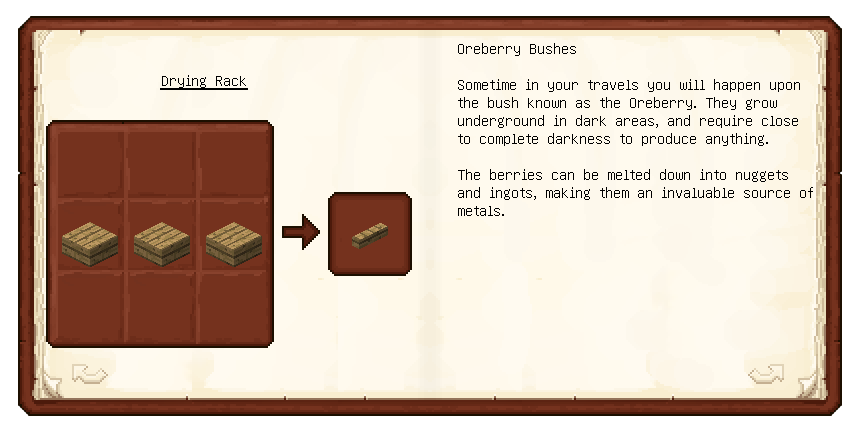 Drying Rack
Oreberry Bushes
Sometime in your travels you will happen upon
the bush known as the Oreberry. They grow
underground in dark areas, and require close
to complete darkness to produce anything.
The berries can be melted down into nuggets
and ingots, making them an invaluable source of
metals.